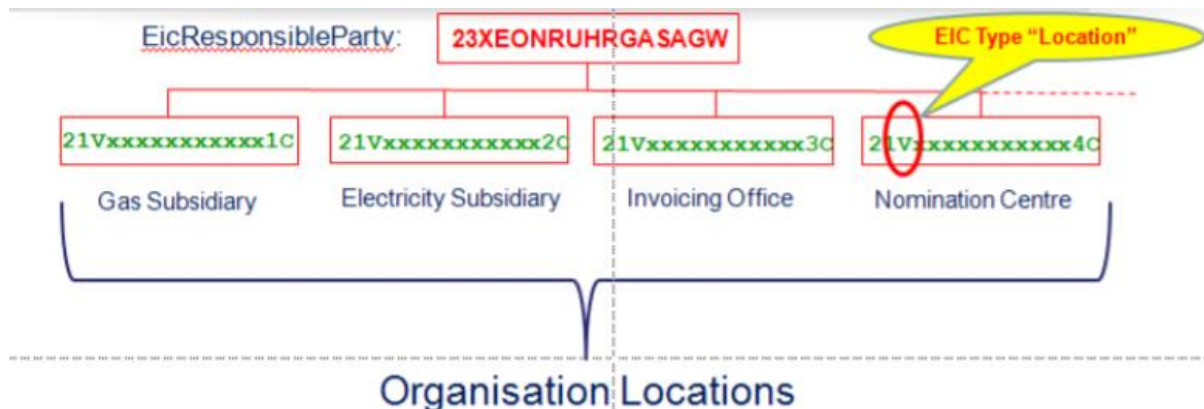 EicResponsibleParty: 23XEONRUHRGASAGW
EIC Type “Location”
21Vxxxxxxxxxxx1C 21Vxxxxxxxxxxx2C 21Vxxxxxxxxxxx3C 21Vxxxxxxxxxxx4C
Gas Subsidiary Electricity Subsidiary Invoicing Office Nomination Centre
Organisation Locations